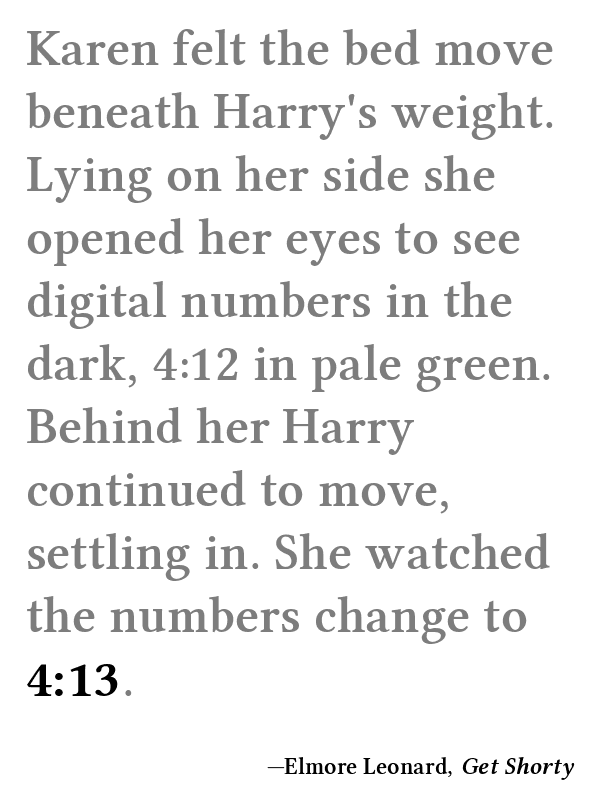 Karen felt the bed move
beneath Harry's weight.
Lying on her side she
opened her eyes to see
digital numbers in the
dark, 4:12 in pale green.
Behind her Harry
continued to move,
settling in. She watched
the numbers change to
4:13.
—Elmore Leonard, Get Shorty